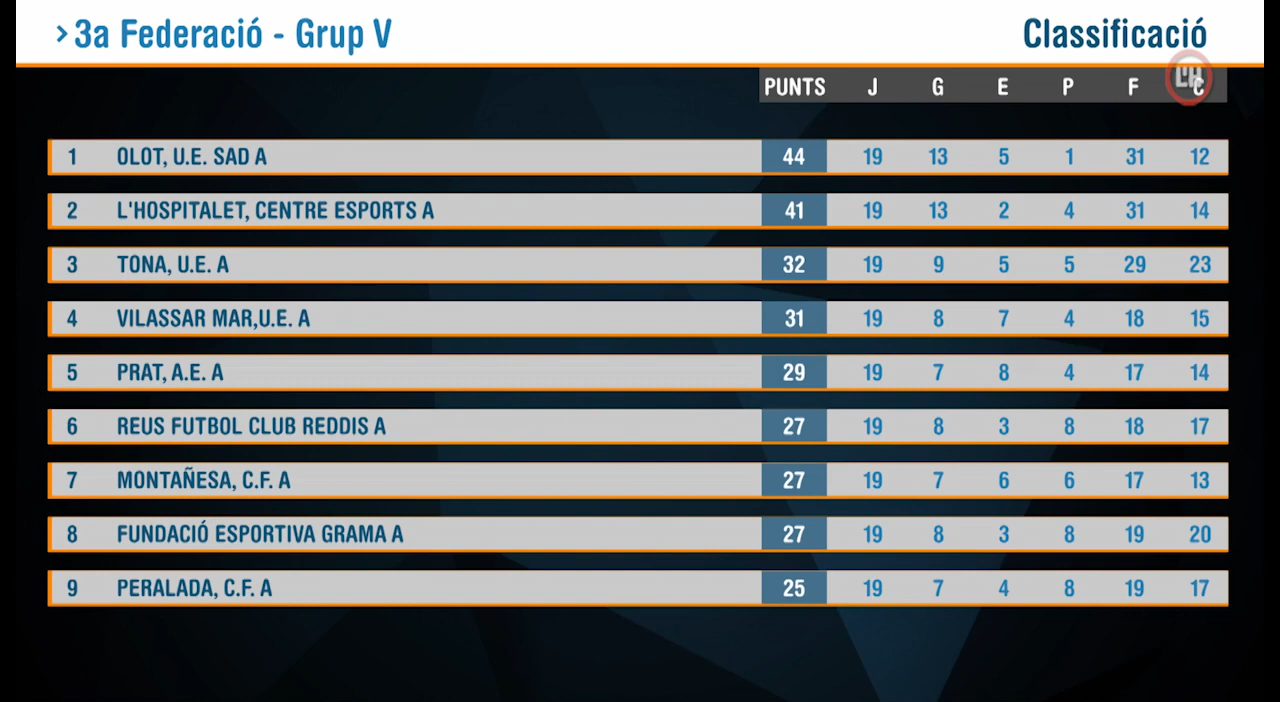 > 3a Federació - Grup V Classificació
PUNTS J G E P F C
1 OLOT, U.E. SAD A 44 19 13 5 1 31 12
2 L'HOSPITALET, CENTRE ESPORTS A 41 19 13 2 4 31 14
3 TONA, U.E. A 32 19 9 5 5 29 23
4 VILASSAR MAR,U.E. A 31 19 8 7 4 18 15
5 PRAT, A.E. A 29 19 7 8 4 17 14
6 REUS FUTBOL CLUB REDDIS A 27 19 8 3 8 18 17
7 MONTAÑESA, C.F. A 27 19 7 6 6 17 13
8 FUNDACIÓ ESPORTIVA GRAMA A 27 19 8 3 8 19 20
9 PERALADA, C.F. A 25 19 7 4 8 19 17